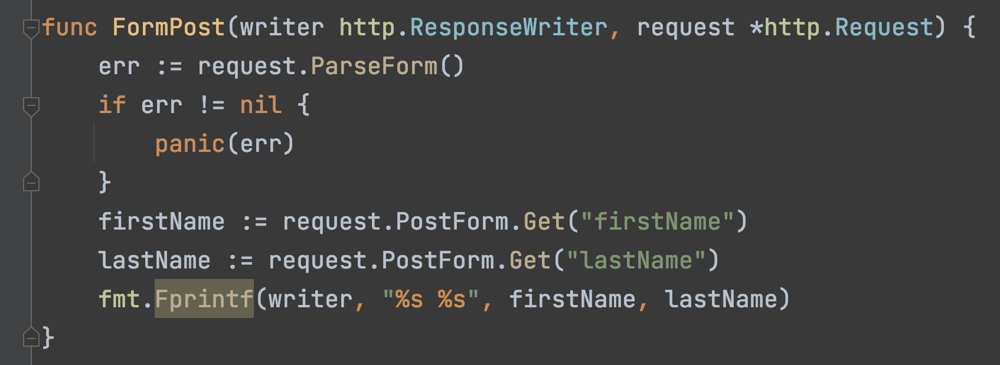 func FormPost(writer http.ResponseWriter, request *http.Request) {
    err := request.ParseForm()
    if err != nil {
        panic(err)
    }
    firstName := request.PostForm.Get("firstName")
    lastName := request.PostForm.Get("lastName")
    fmt.Fprintf(writer, "%s %s", firstName, lastName)
}